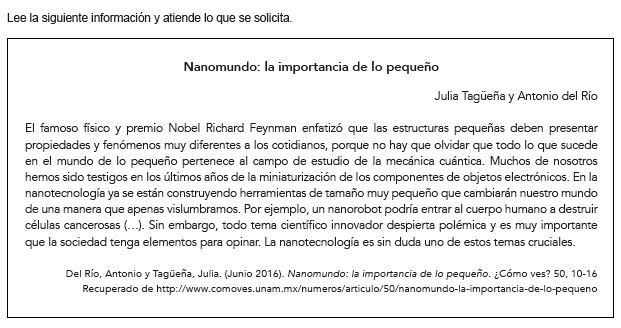 Lee la siguiente información y atiende lo que se solicita.
Nanomundo: la importancia de lo pequeño
Julia Tagüeña y Antonio del Río
El famoso físico y premio Nobel Richard Feynman enfatizó que las estructuras pequeñas deben presentar
propiedades y fenómenos muy diferentes a los cotidianos, porque no hay que olvidar que todo lo que sucede
en el mundo de lo pequeño pertenece al campo de estudio de la mecánica cuántica. Muchos de nosotros
hemos sido testigos en los últimos años de la miniaturización de los componentes de objetos electrónicos. En la
nanotecnología ya se están construyendo herramientas de tamaño muy pequeño que cambiarán nuestro mundo
de una manera que apenas vislumbramos. Por ejemplo, un nanorobot podría entrar al cuerpo humano a destruir
células cancerosas (...). Sin embargo, todo tema científico innovador despierta polémica y es muy importante
que la sociedad tenga elementos para opinar. La nanotecnología es sin duda uno de estos temas cruciales.
Del Río, Antonio y Tagüeña, Julia. (Junio 2016). Nanomundo: la importancia de lo pequeño. ¿Cómo ves? 50, 10-16
Recuperado de http://www.comoves.unam.mx/numeros/articulo/50/nanomundo-la-importancia-de-lo-pequeno